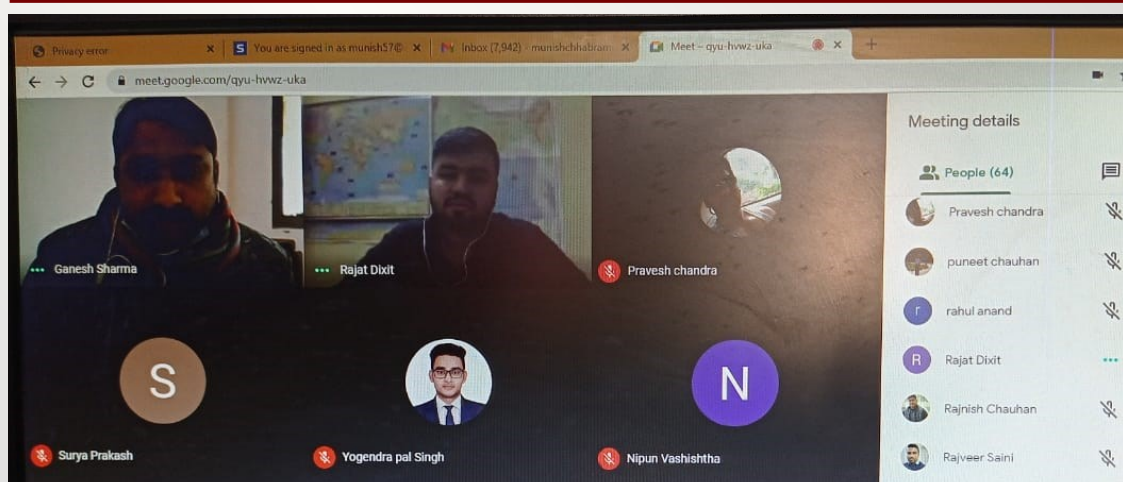 Privacy error
You are signed in as munish57@
Inbox (7,942) - munishchhabram
Meet – qyu-hvwz-uka
meet.google.com/qyu-hvwz-uka
Ganesh Sharma
Rajat Dixit
Pravesh chandra
S
Surya Prakash
Yogendra pal Singh
N
Nipun Vashishtha
Meeting details
People (64)
Pravesh chandra
puneet chauhan
r
rahul anand
R
Rajat Dixit
Rajnish Chauhan
Rajveer Saini